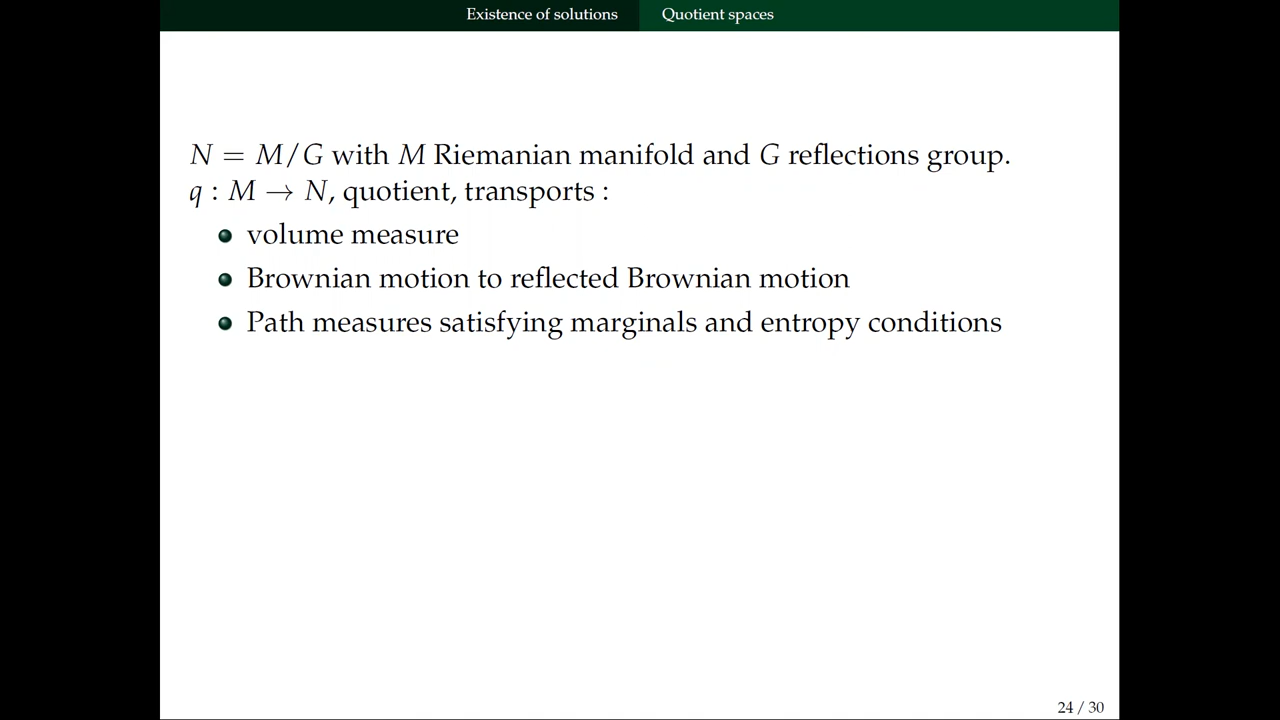 Existence of solutions Quotient spaces
N = M/G with M Riemanian manifold and G reflections group.
q : M → N, quotient, transports :
volume measure
Brownian motion to reflected Brownian motion
Path measures satisfying marginals and entropy conditions
24 / 30